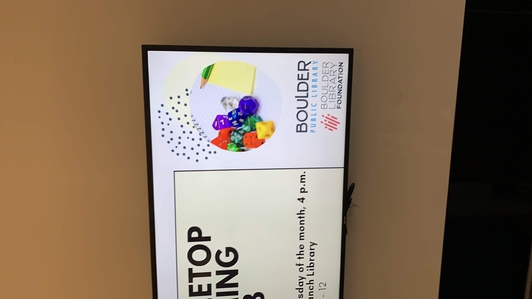 ETOP
ING
B
sday of the month, 4 p.m.
anch Library
- 12
BOULDER
PUBLIC LIBRARY
BOULDER
LIBRARY
FOUNDATION